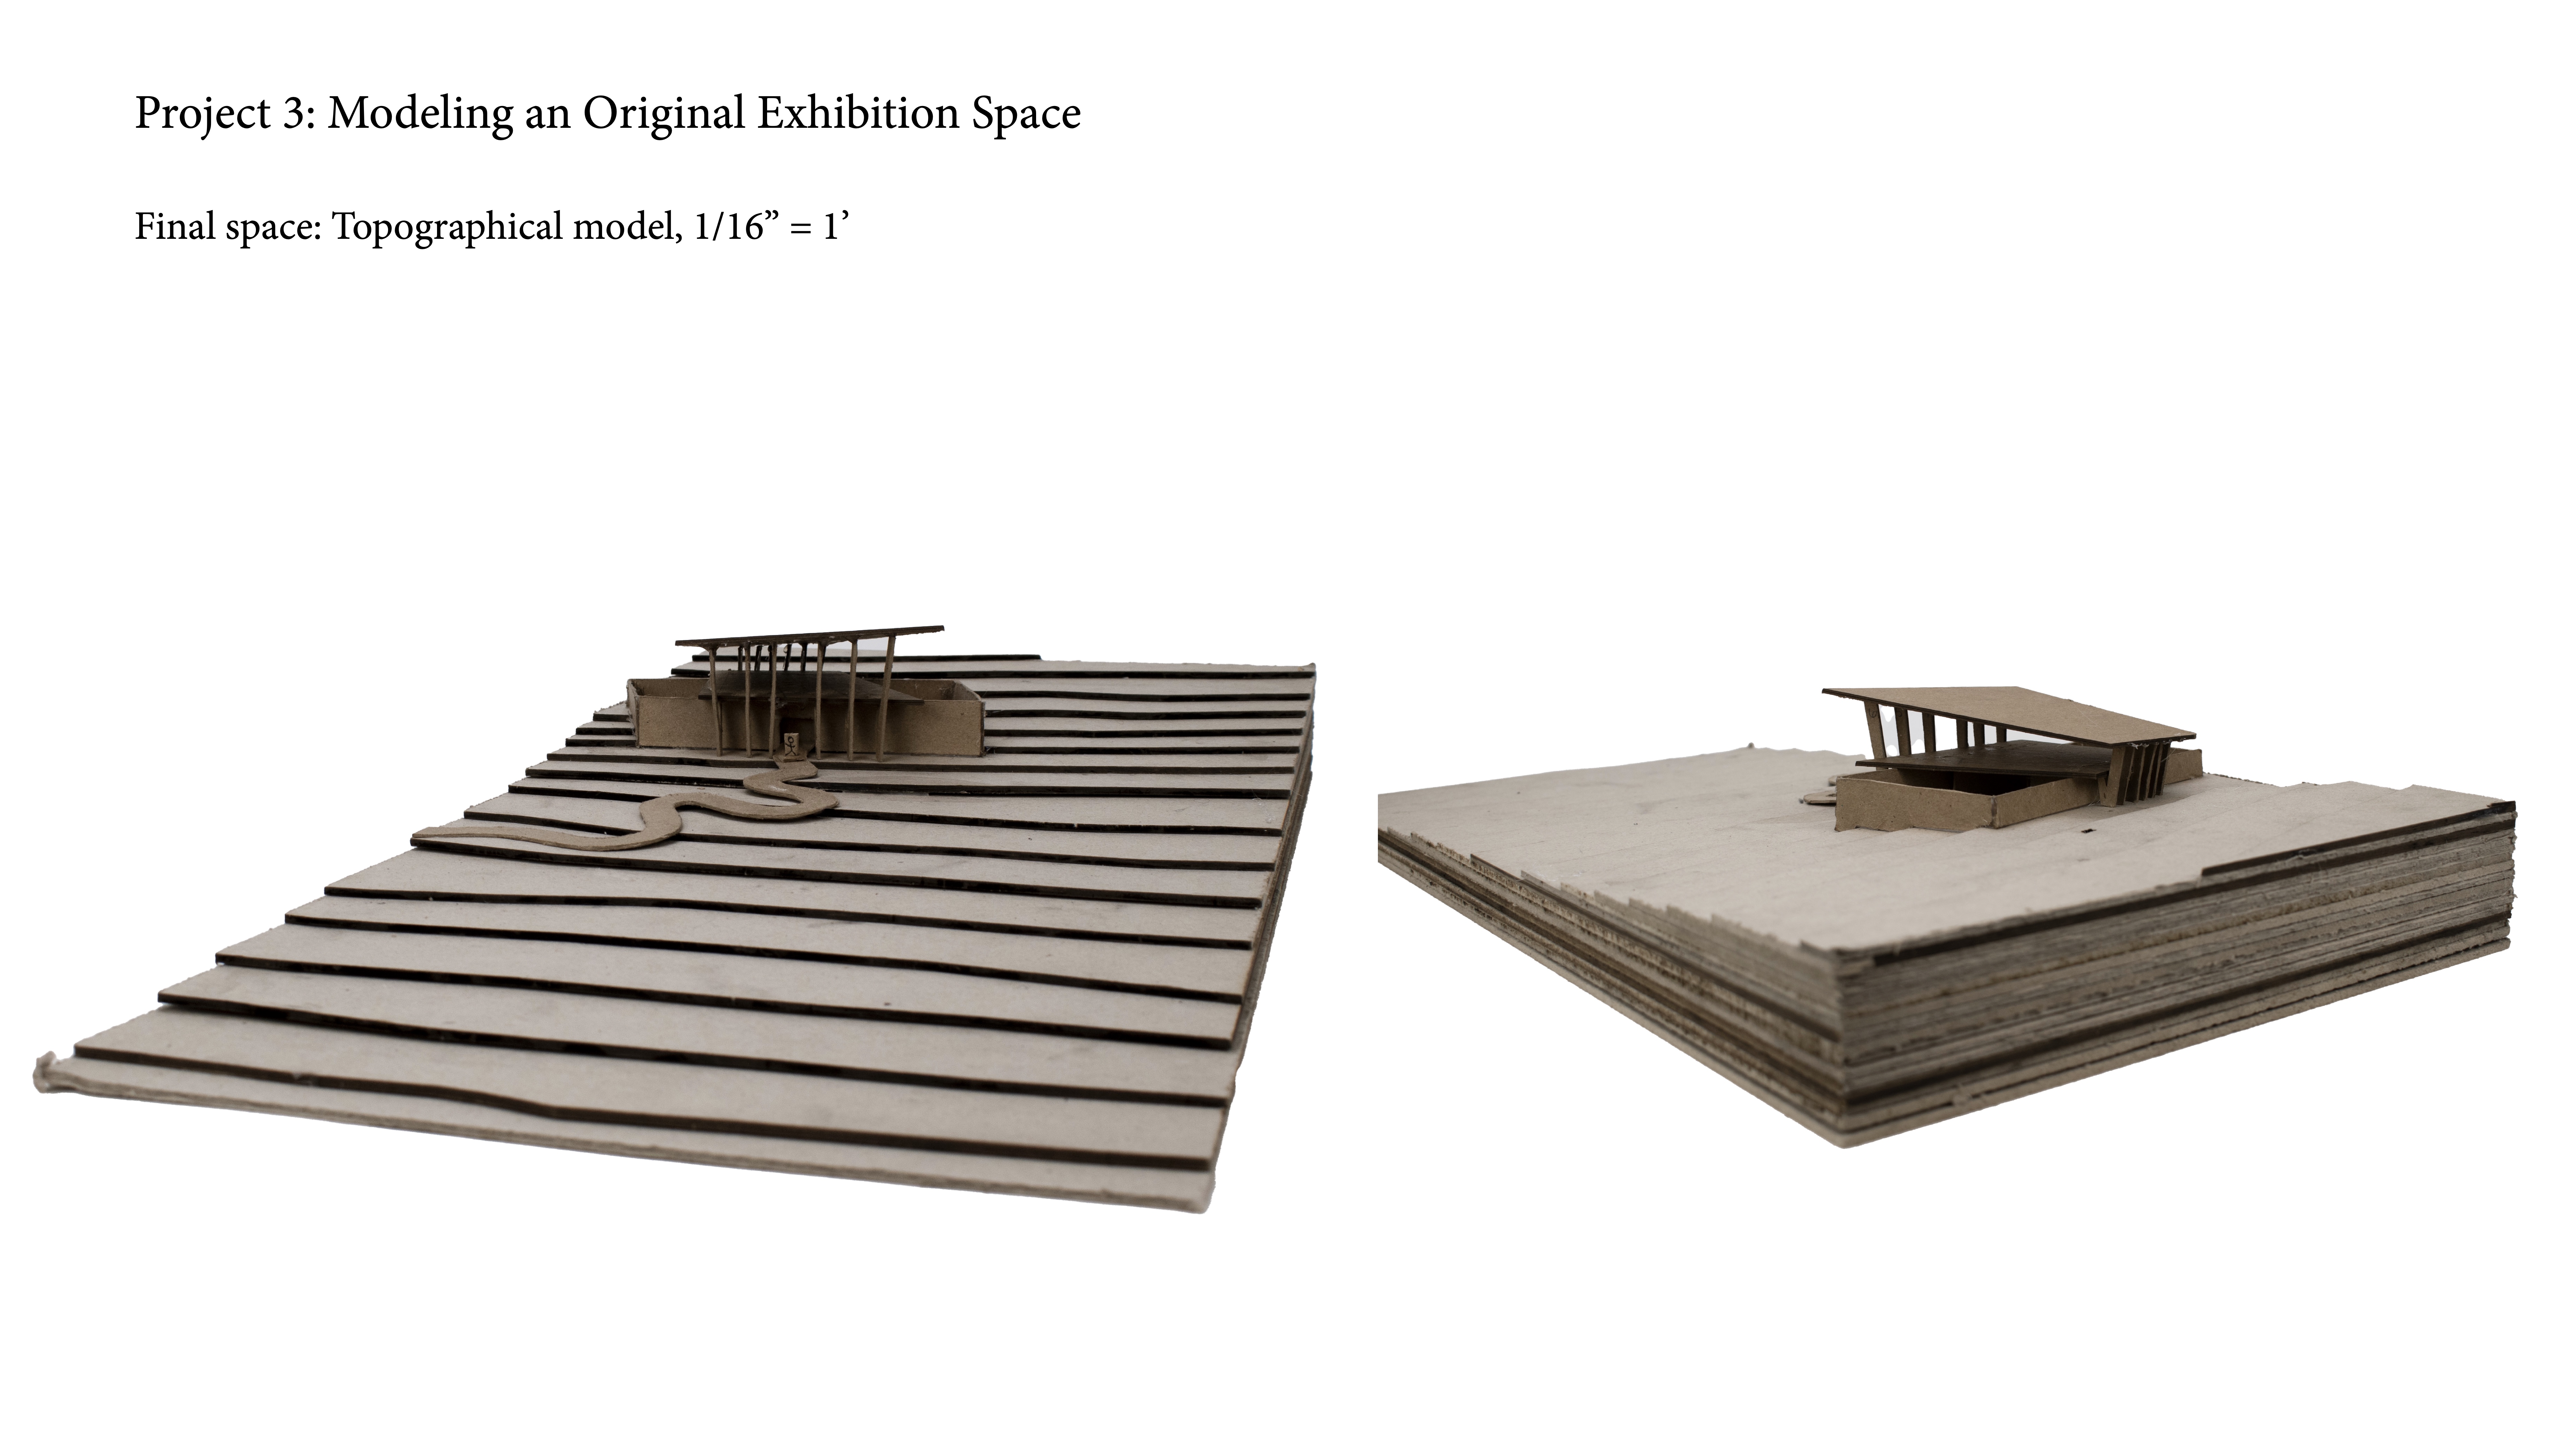 Project 3: Modeling an Original Exhibition Space
Final space: Topographical model, 1/16” = 1’